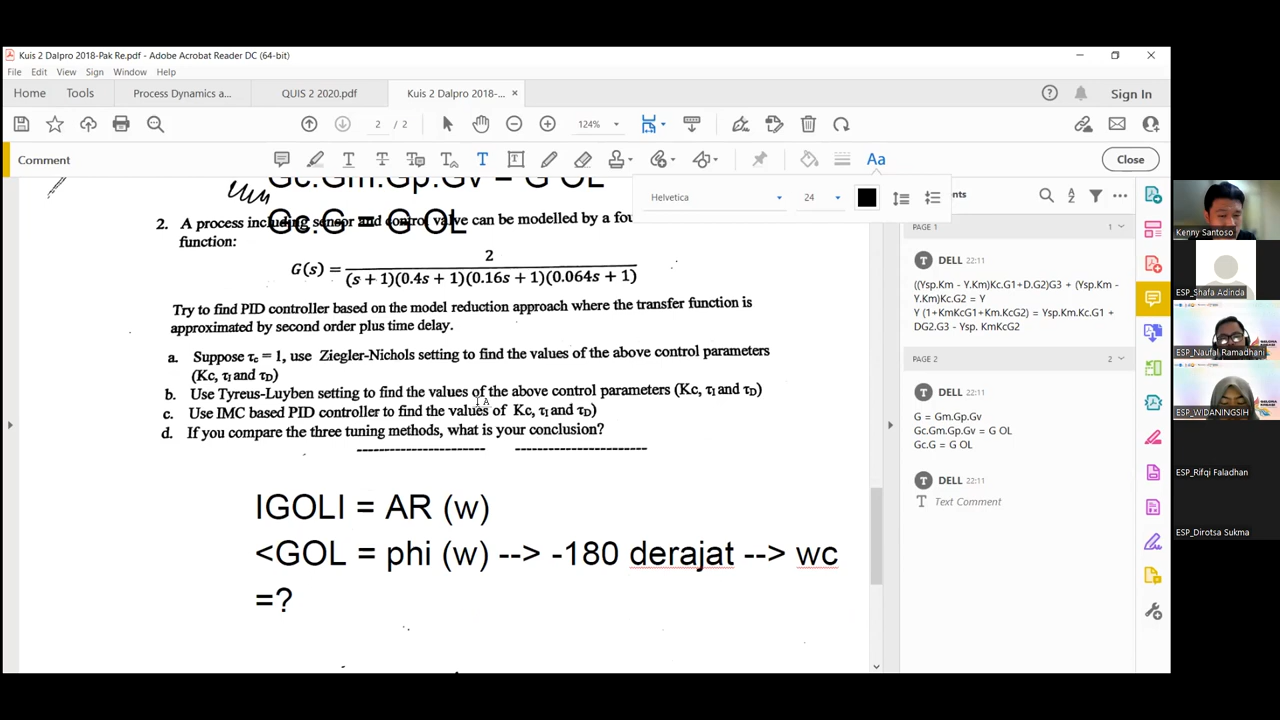 Kuis 2 Dalpro 2018-Pak Re.pdf - Adobe Acrobat Reader DC (64-bit)
File Edit View Sign Window Help
Home Tools Process Dynamics a... QUIS 2 2020.pdf Kuis 2 Dalpro 2018-... ×
Sign In
2 / 2
124%
Comment
Aa
Close
Helvetica 24
Gc.Gm.Gp.Gv = G OL
Gc.G = G OL
2. A process including sensor and control valve can be modelled by a fou
function:
G(s) = 2
(s + 1)(0.4s + 1)(0.16s + 1)(0.064s + 1)
Try to find PID controller based on the model reduction approach where the transfer function is
approximated by second order plus time delay.
a. Suppose τc = 1, use Ziegler-Nichols setting to find the values of the above control parameters
(Kc, τI and τD)
b. Use Tyreus-Luyben setting to find the values of the above control parameters (Kc, τI and τD)
c. Use IMC based PID controller to find the values of Kc, τI and τD)
d. If you compare the three tuning methods, what is your conclusion?
----------------------- ------------------------
IGOLI = AR (w)
<GOL = phi (w) --> -180 derajat --> wc
=?
nts
PAGE 1 1
DELL 22:11
((Ysp.Km - Y.Km)Kc.G1+D.G2)G3 + (Ysp.Km -
Y.Km)Kc.G2 = Y
Y (1+KmKcG1+Km.KcG2) = Ysp.Km.Kc.G1 +
DG2.G3 - Ysp. KmKcG2
PAGE 2 2
DELL 22:11
G = Gm.Gp.Gv
Gc.Gm.Gp.Gv = G OL
Gc.G = G OL
DELL 22:11
Text Comment
Kenny Santoso
ESP_Shafa Adinda
ESP_Naufal Ramadhani
ESP_WIDANINGSIH
ESP_Rifqi Faladhan
ESP_Dirotsa Sukma